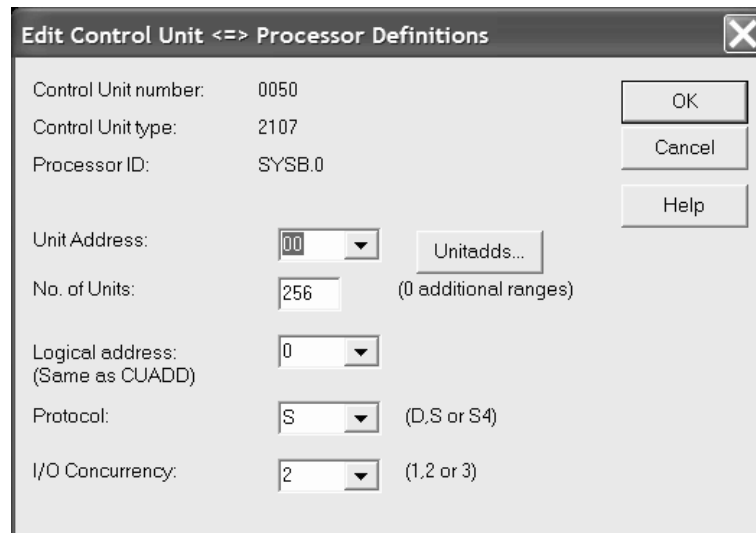 Edit Control Unit <=> Processor Definitions
Control Unit number: 0050
OK
Control Unit type: 2107
Cancel
Processor ID: SYSB.0
Help
Unit Address: 00 Unitadds...
No. of Units: 256 (0 additional ranges)
Logical address: 0
(Same as CUADD)
Protocol: S (D,S or S4)
I/O Concurrency: 2 (1,2 or 3)